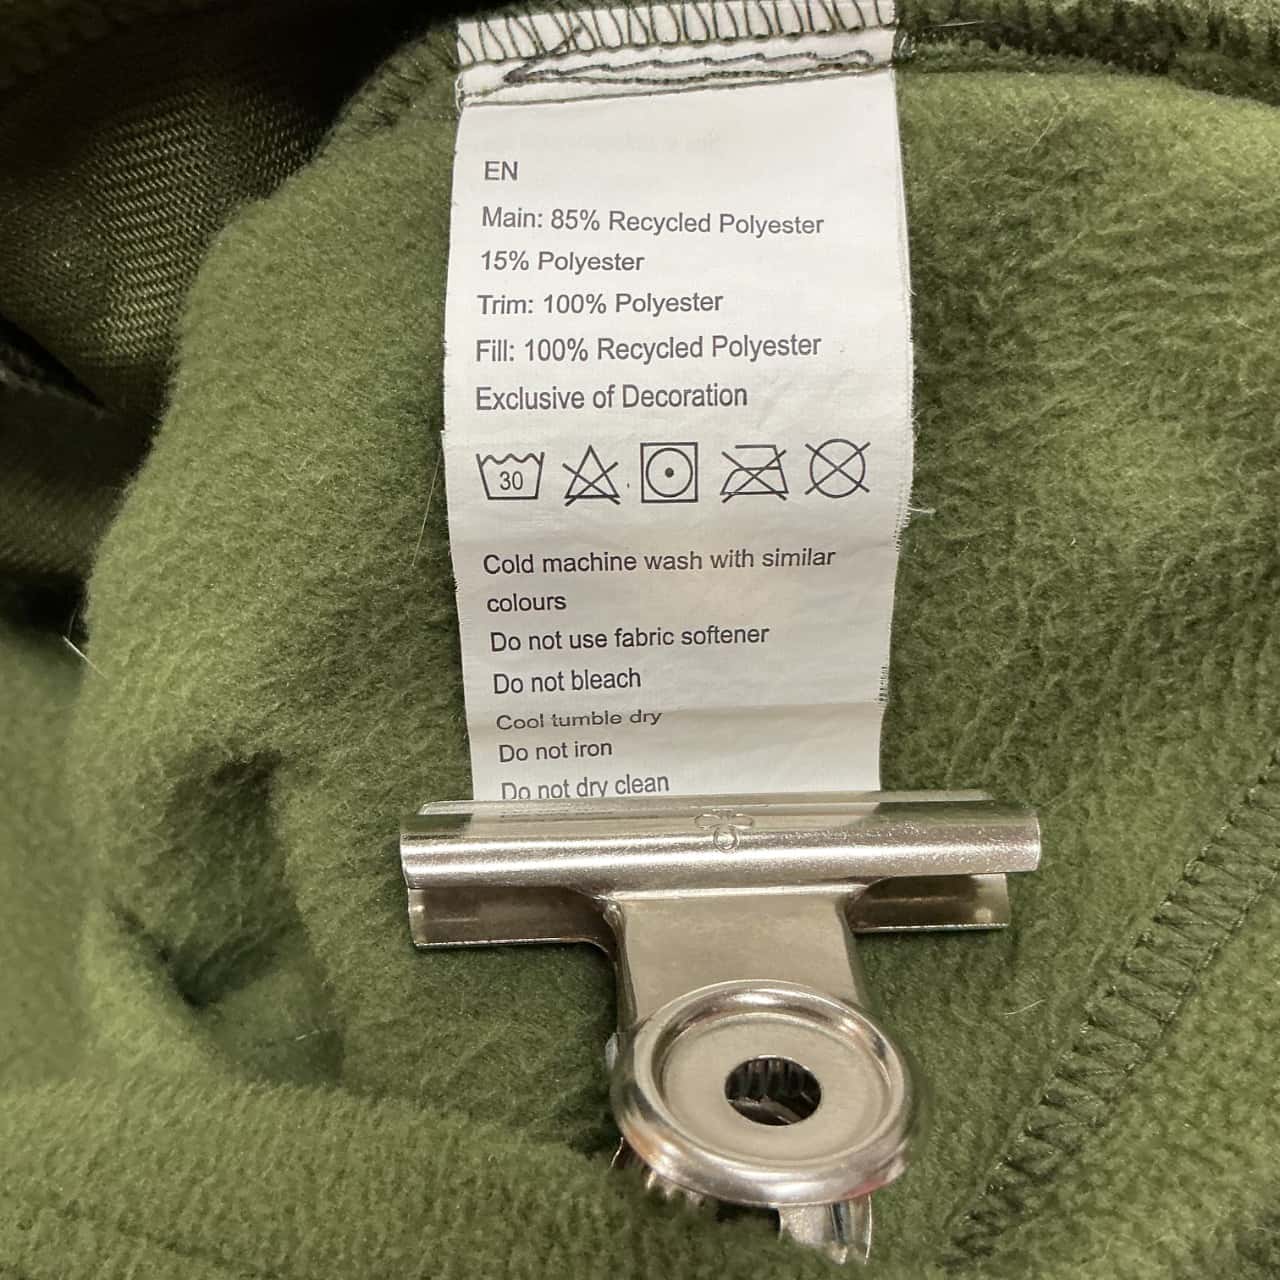 EN
Main: 85% Recycled Polyester
15% Polyester
Trim: 100% Polyester
Fill: 100% Recycled Polyester
Exclusive of Decoration
30
Cold machine wash with similar
colours
Do not use fabric softener
Do not bleach
Cool tumble dry
Do not iron
Do not dry clean